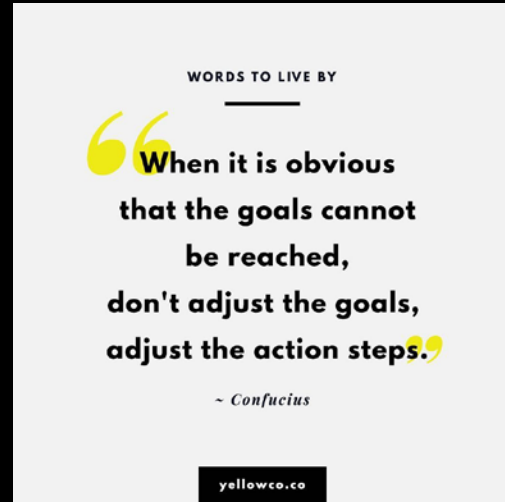 WORDS TO LIVE BY
“When it is obvious
that the goals cannot
be reached,
don't adjust the goals,
adjust the action steps.”
~ Confucius
yellowco.co